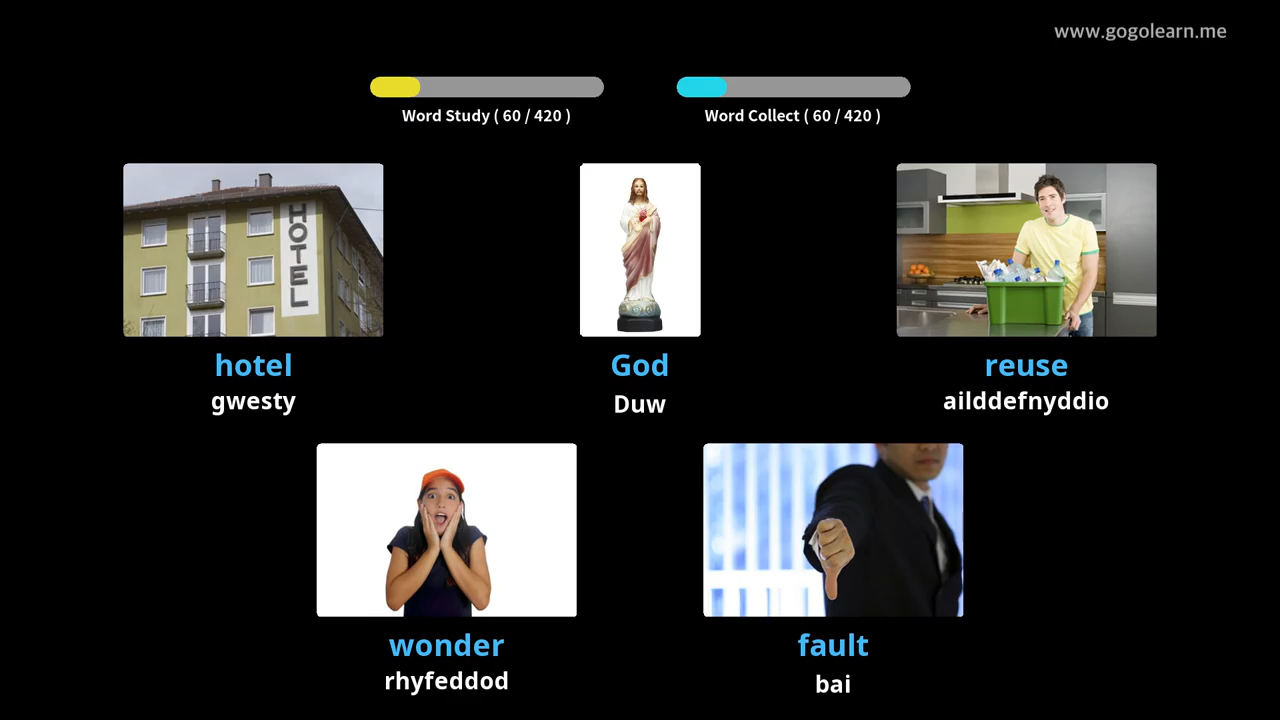 www.gogolearn.me
Word Study ( 60 / 420 )
Word Collect ( 60 / 420 )
HOTEL
hotel
gwesty
God
Duw
reuse
ailddefnyddio
wonder
rhyfeddod
fault
bai